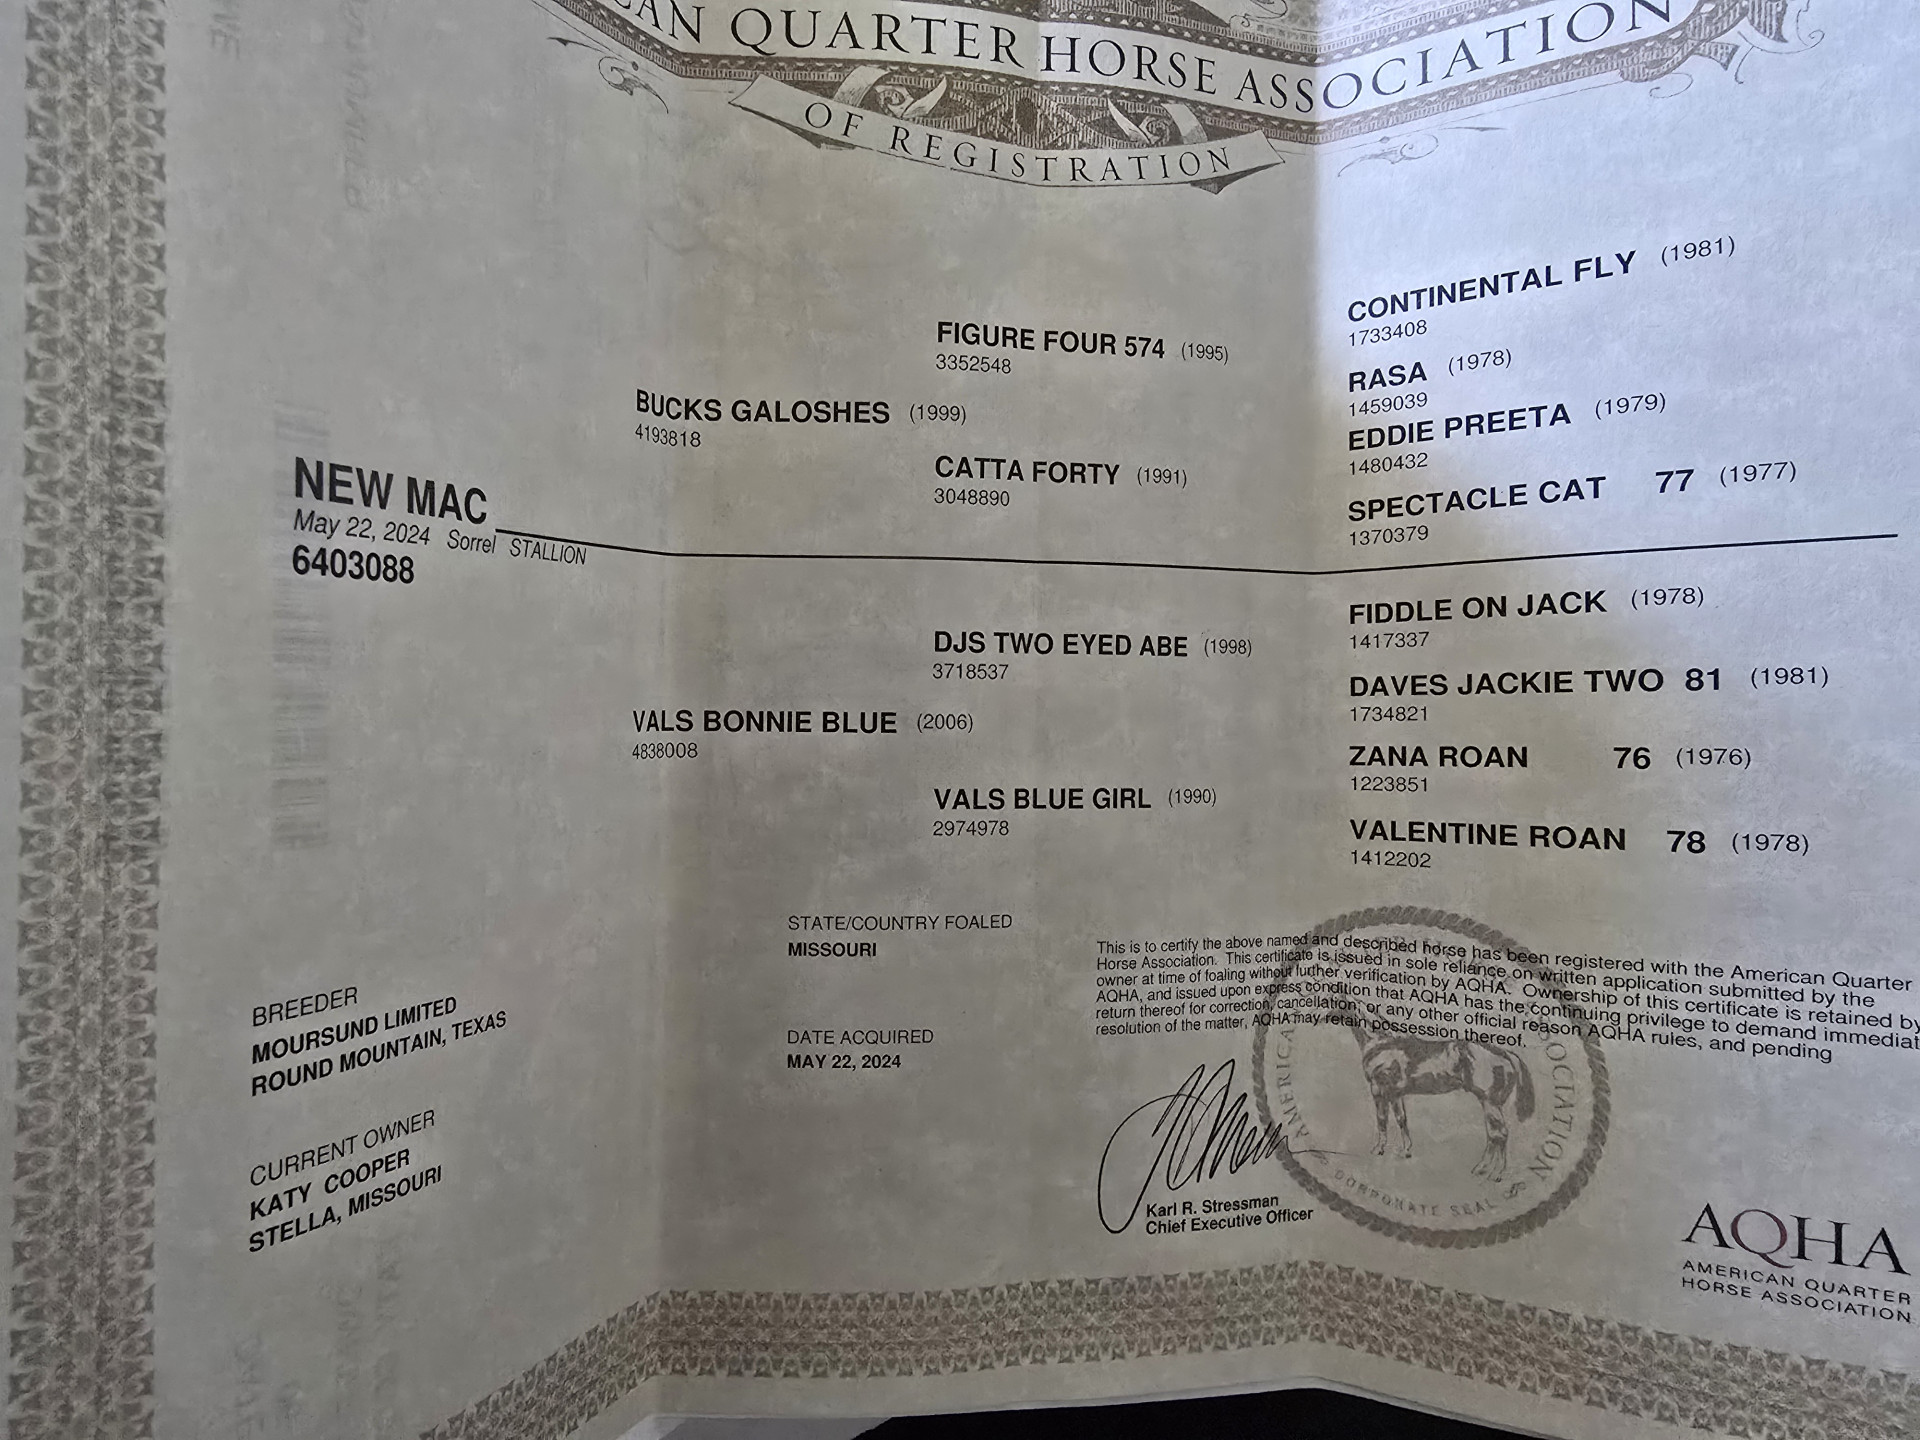 AN QUARTER HORSE ASSOCIATION
OF REGISTRATION
CONTINENTAL FLY (1981)
1733408
FIGURE FOUR 574 (1995)
3352548
RASA (1978)
1459039
BUCKS GALOSHES (1999)
4193818
EDDIE PREETA (1979)
1480432
CATTA FORTY (1991)
3048890
SPECTACLE CAT 77 (1977)
1370379
NEW MAC
May 22, 2024 Sorrel STALLION
6403088
FIDDLE ON JACK (1978)
1417337
DJS TWO EYED ABE (1998)
3718537
DAVES JACKIE TWO 81 (1981)
1734821
VALS BONNIE BLUE (2006)
4838008
ZANA ROAN 76 (1976)
1223851
VALS BLUE GIRL (1990)
2974978
VALENTINE ROAN 78 (1978)
1412202
STATE/COUNTRY FOALED
MISSOURI
DATE ACQUIRED
MAY 22, 2024
BREEDER
MOURSUND LIMITED
ROUND MOUNTAIN, TEXAS
CURRENT OWNER
KATY COOPER
STELLA, MISSOURI
This is to certify the above named and described horse has been registered with the American Quarter
Horse Association. This certificate is issued in sole reliance on written application submitted by the
owner at time of foaling without further verification by AQHA. Ownership of this certificate is retained by
AQHA, and issued upon express condition that AQHA has the continuing privilege to demand immediat
return thereof for correction, cancellation, or any other official reason AQHA rules, and pending
resolution of the matter, AQHA may retain possession thereof.
Karl R. Stressman
Chief Executive Officer
AMERICA OCIATION
CORPORATE SEAL
AQHA
AMERICAN QUARTER
HORSE ASSOCIATION